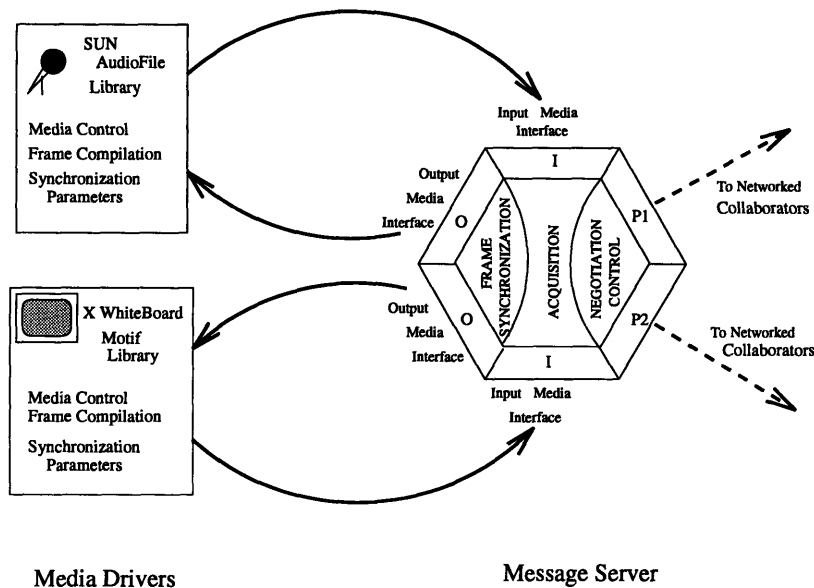 SUN
AudioFile
Library
Media Control
Frame Compilation
Synchronization
Parameters
X WhiteBoard
Motif
Library
Media Control
Frame Compilation
Synchronization
Parameters
Media Drivers
Input Media
Interface
I
Output
Media
Interface
O
FRAME
SYNCHRONIZATION
ACQUISITION
NEGOTIATION
CONTROL
P1
To Networked
Collaborators
Output
Media
Interface
O
I
P2
To Networked
Collaborators
Input Media
Interface
Message Server